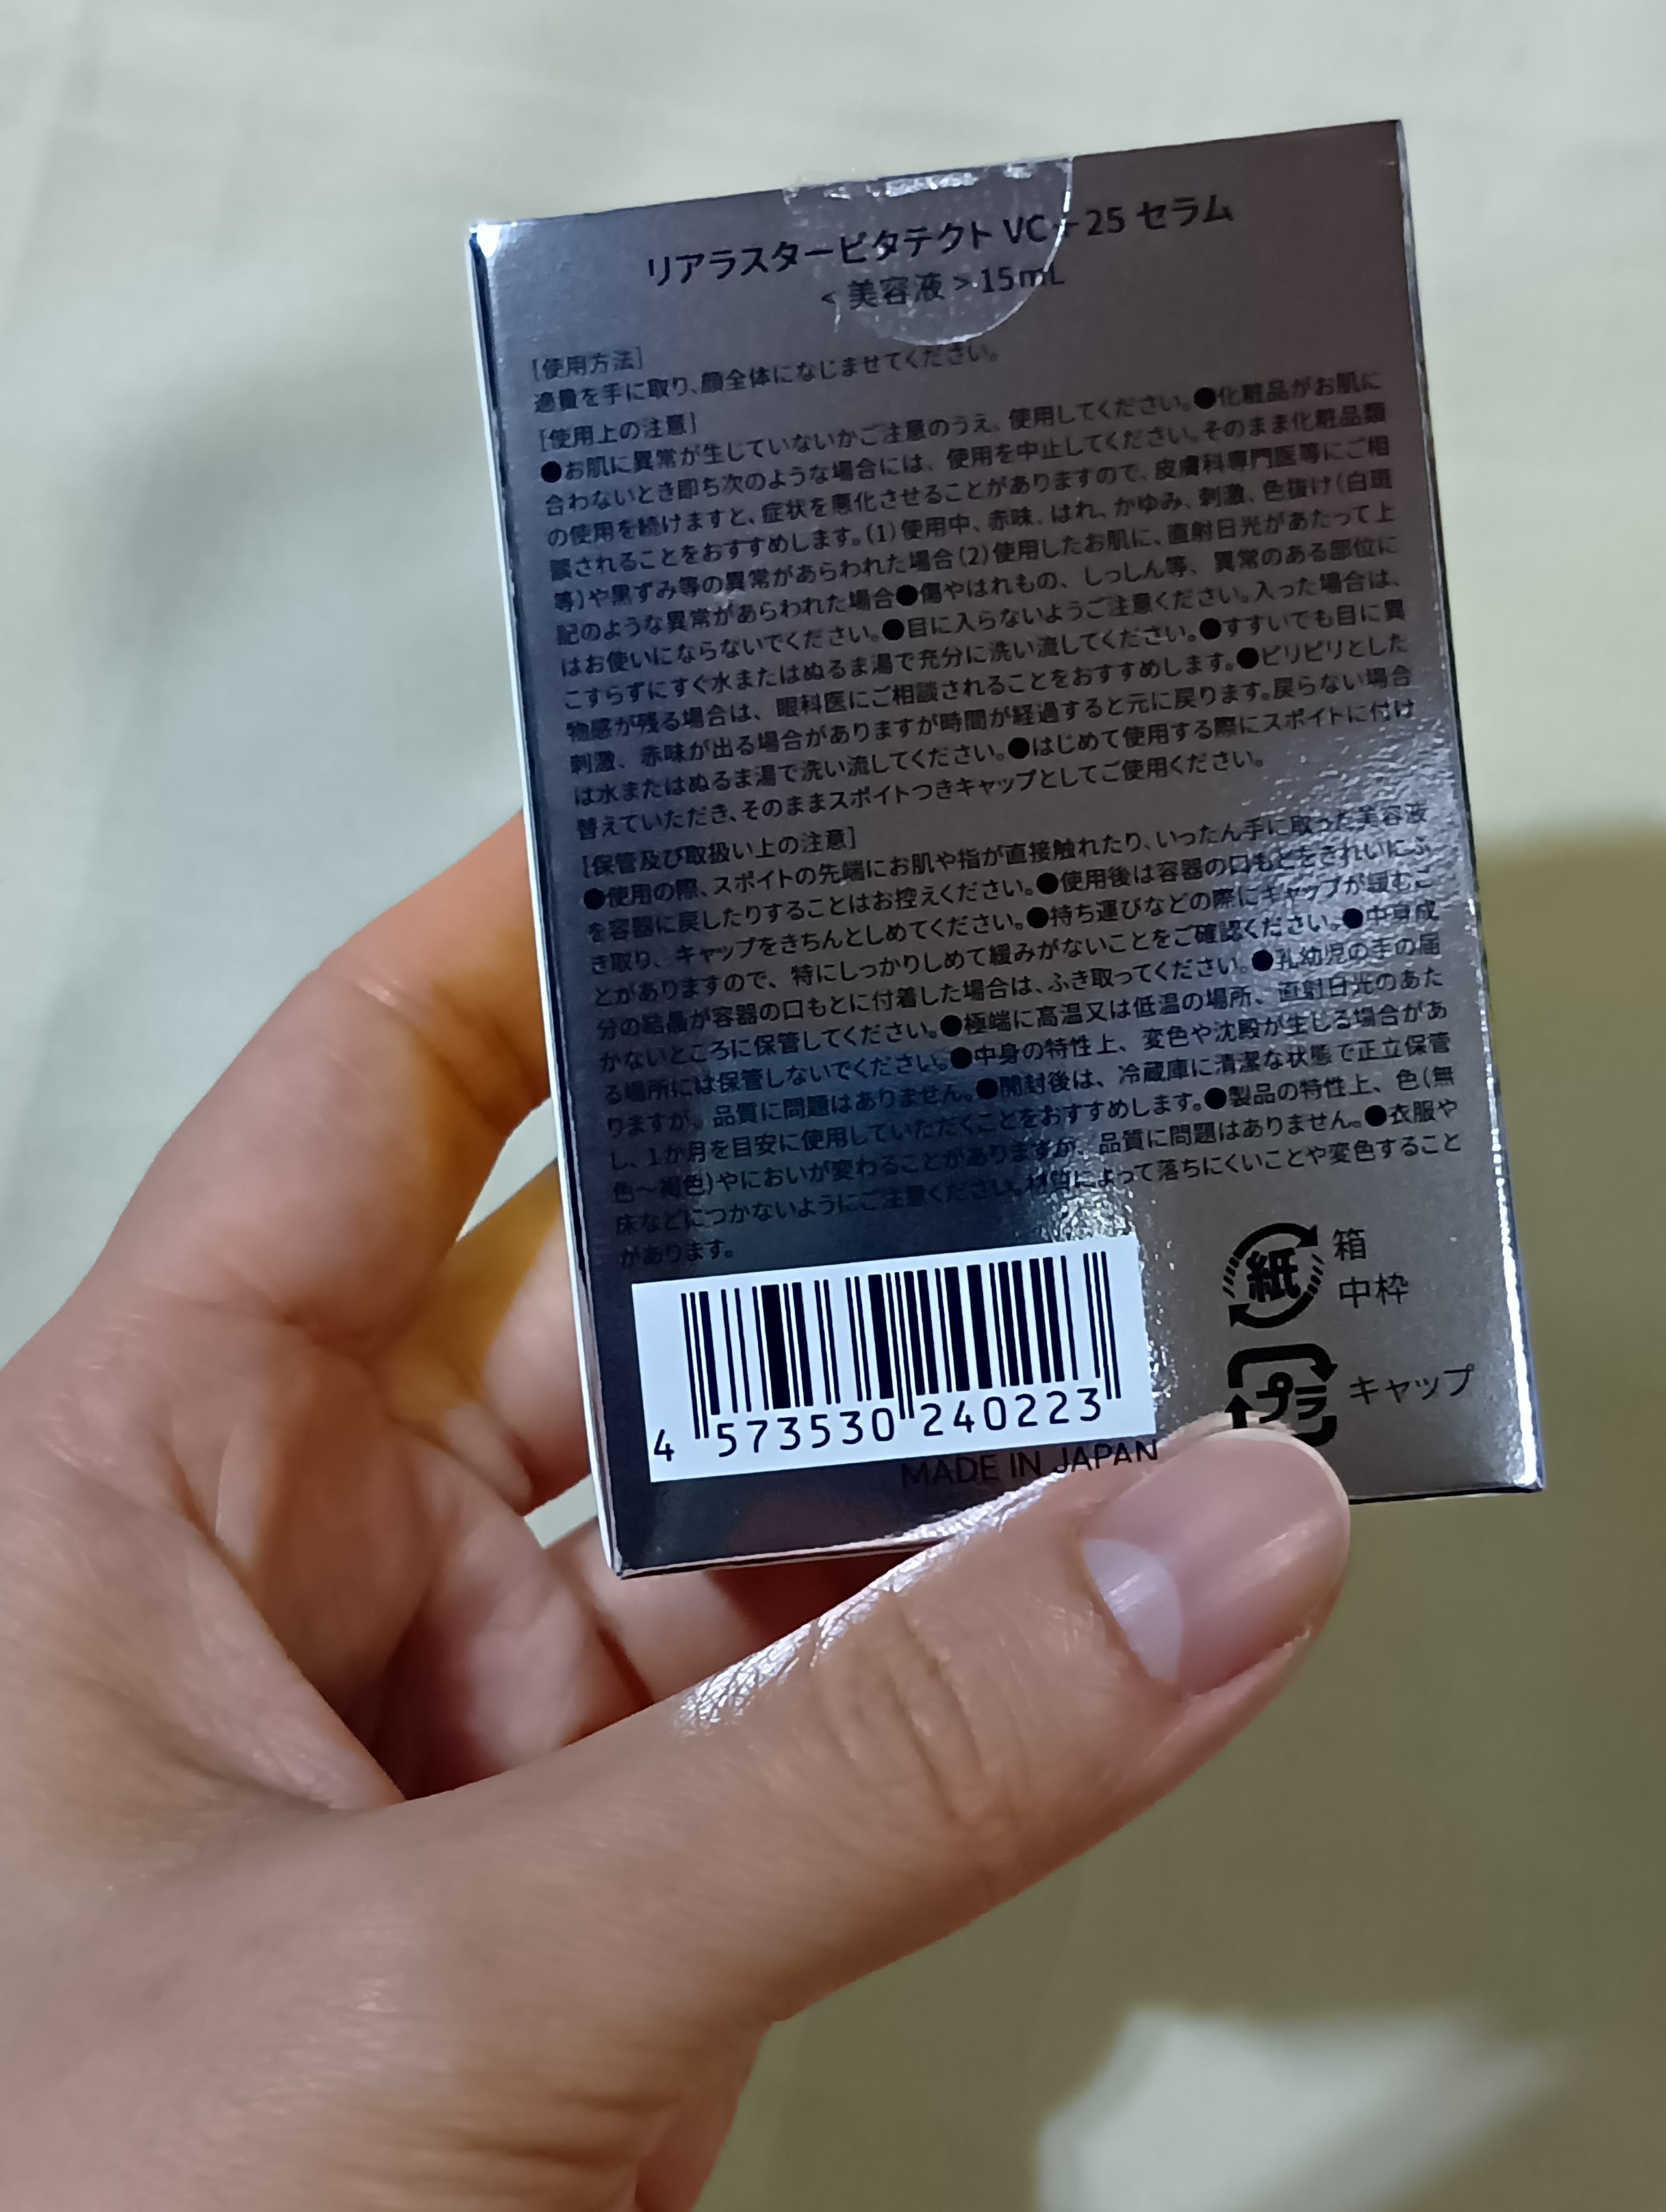 リアラスタービタテクト VC+25 セラム
<美容液>15mL
[使用方法]
適量を手に取り、顔全体になじませてください。
[使用上の注意]
●お肌に異常が生じていないかご注意のうえ、使用してください。●化粧品がお肌に
合わないとき即ち次のような場合には、使用を中止してください。そのまま化粧品類
の使用を続けますと、症状を悪化させることがありますので、皮膚科専門医等にご相
談されることをおすすめします。(1)使用中、赤味、はれ、かゆみ、刺激、色抜け(白斑
等)や黒ずみ等の異常があらわれた場合(2)使用したお肌に、直射日光があたって上
記のような異常があらわれた場合●傷やはれもの、しっしん等、異常のある部位に
はお使いにならないでください。●目に入らないようご注意ください。入った場合は、
こすらずにすぐ水またはぬるま湯で充分に洗い流してください。●すすいでも目に異
物感が残る場合は、眼科医にご相談されることをおすすめします。●ピリピリとした
刺激、赤味が出る場合がありますが時間が経過すると元に戻ります。戻らない場合
は水またはぬるま湯で洗い流してください。●はじめて使用する際にスポイトに付け
替えていただき、そのままスポイトつきキャップとしてご使用ください。
[保管及び取扱い上の注意]
●使用の際、スポイトの先端にお肌や指が直接触れたり、いったん手に取った美容液
を容器に戻したりすることはお控えください。●使用後は容器の口もとをきれいにふ
き取り、キャップをきちんとしめてください。●持ち運びなどの際にキャップが緩むこ
とがありますので、特にしっかりしめて緩みがないことをご確認ください。●中身成
分の結晶が容器の口もとに付着した場合は、ふき取ってください。●乳幼児の手の届
かないところに保管してください。●極端に高温又は低温の場所、直射日光のあた
る場所には保管しないでください。●中身の特性上、変色や沈殿が生じる場合があ
りますが、品質に問題はありません。●開封後は、冷蔵庫に清潔な状態で正立保管
し、1か月を目安に使用していただくことをおすすめします。●製品の特性上、色(無
色～褐色)やにおいが変わることがありますが、品質に問題はありません。●衣服や
床などにつかないようにご注意ください。材質によって落ちにくいことや変色すること
があります。
紙 箱
中枠
プラ キャップ
4 573530 240223
MADE IN JAPAN